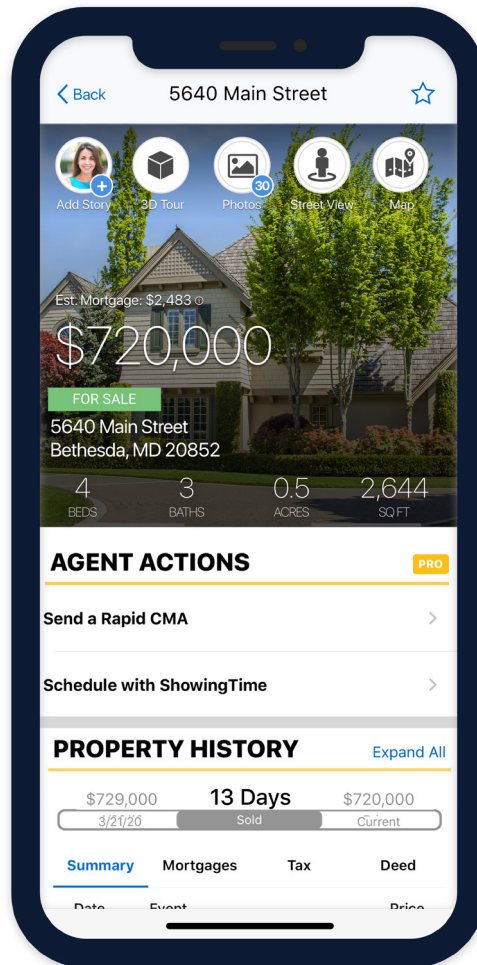 Back
5640 Main Street
30
Add Story
3D Tour
Photos
Street View
Map
Est. Mortgage: $2,483
$720,000
FOR SALE
5640 Main Street
Bethesda, MD 20852
4 3 0.5 2,644
BEDS BATHS ACRES SQ FT
AGENT ACTIONS PRO
Send a Rapid CMA
Schedule with ShowingTime
PROPERTY HISTORY Expand All
$729,000 13 Days $720,000
3/21/20 Sold Current
Summary Mortgages Tax Deed
Date Event Price